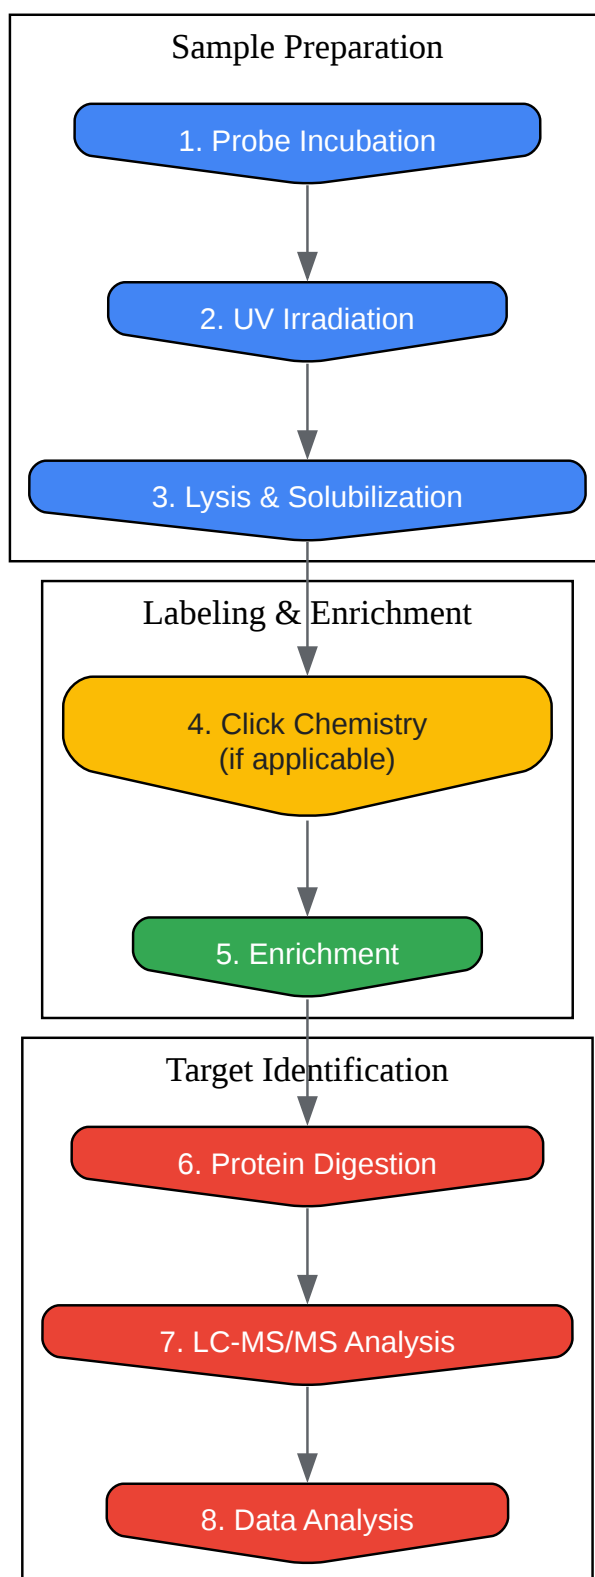 Sample Preparation
1. Probe Incubation
2. UV Irradiation
3. Lysis & Solubilization
Labeling & Enrichment
4. Click Chemistry
(if applicable)
5. Enrichment
Target Identification
6. Protein Digestion
7. LC-MS/MS Analysis
8. Data Analysis